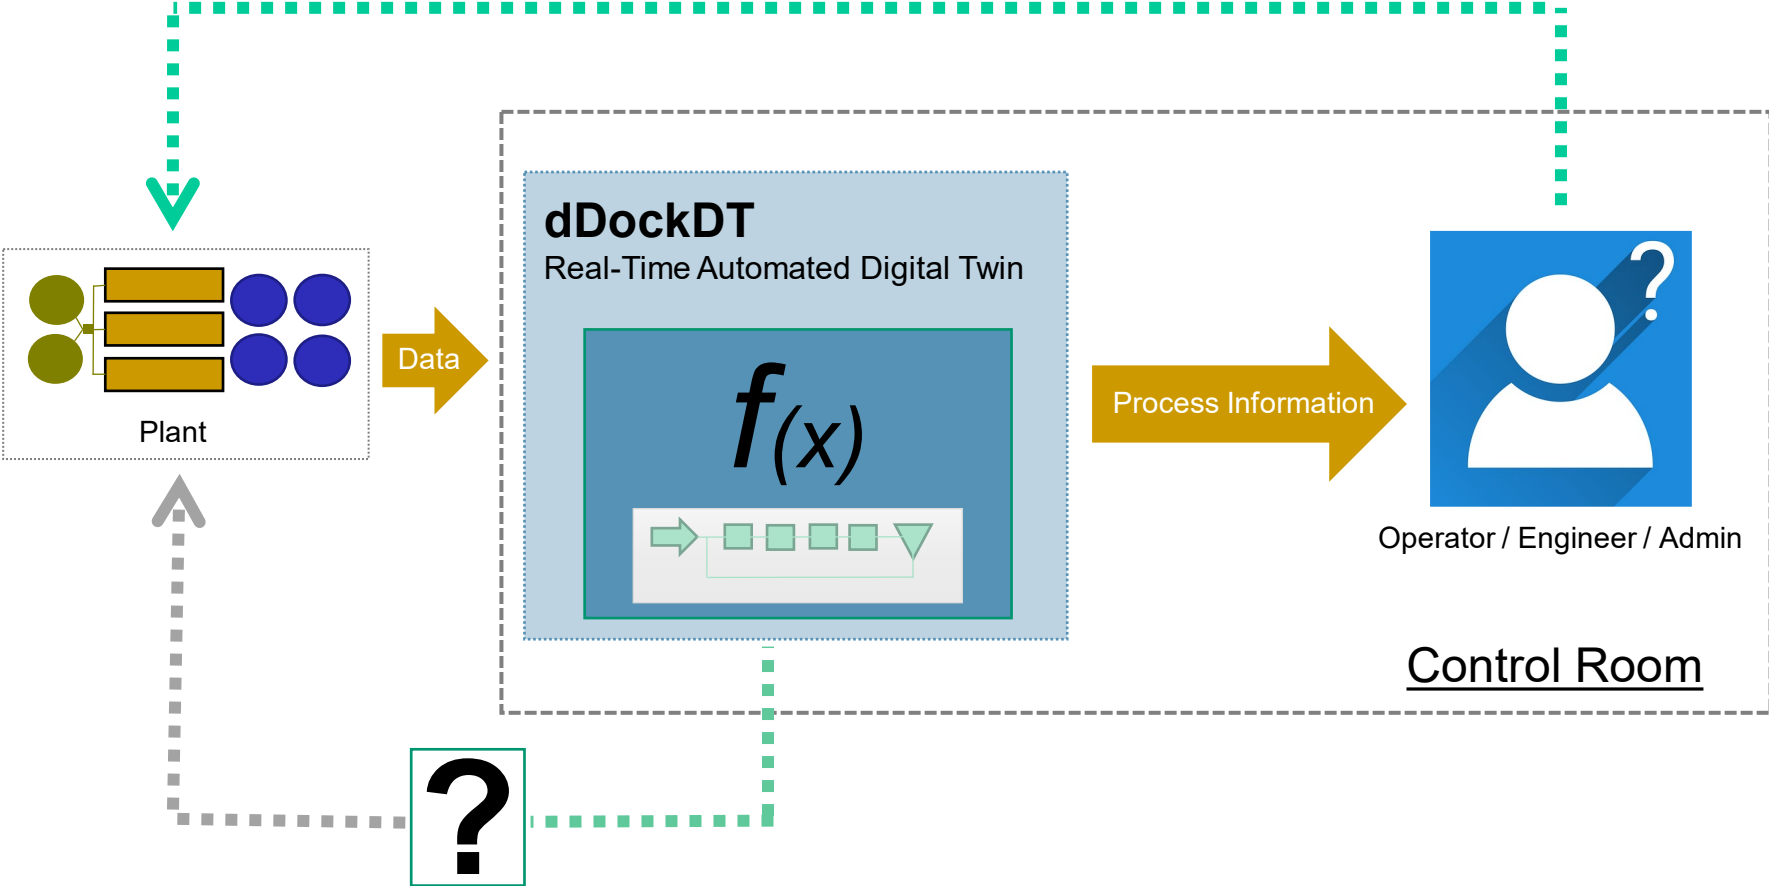 dDockDT
Real-Time Automated Digital Twin
?
Data
f(x)
Process Information
Plant
Operator / Engineer / Admin
Control Room
?